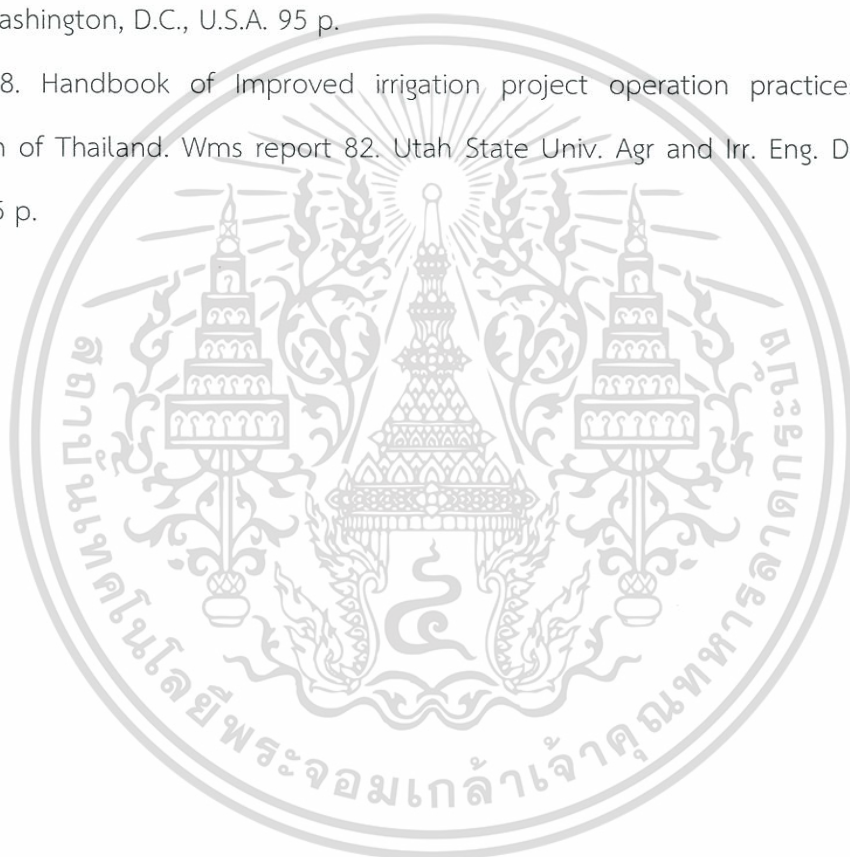 ashington, D.C., U.S.A. 95 p.
8. Handbook of Improved irrigation project operation practice
n of Thailand. Wms report 82. Utah State Univ. Agr and Irr. Eng. D
5 p.
สถาบันเทคโนโลยีพระจอมเกล้าเจ้าคุณทหารลาดกระบัง
๔